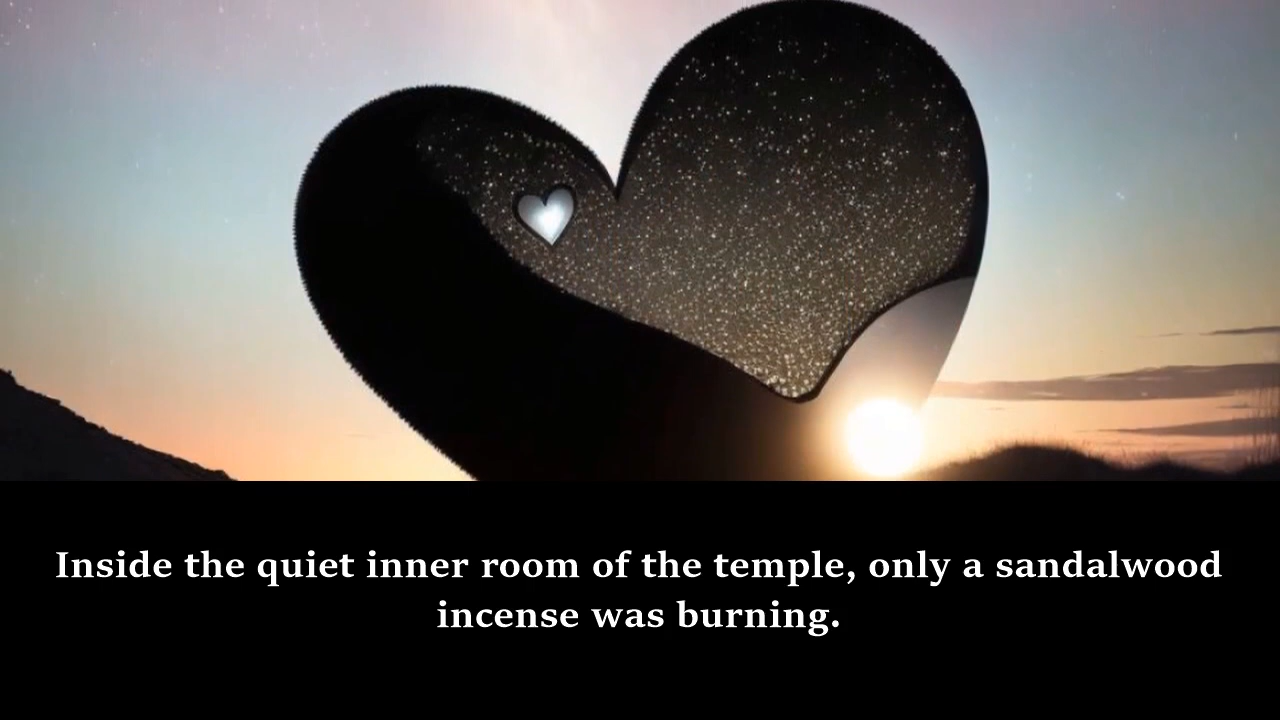 Inside the quiet inner room of the temple, only a sandalwood
incense was burning.